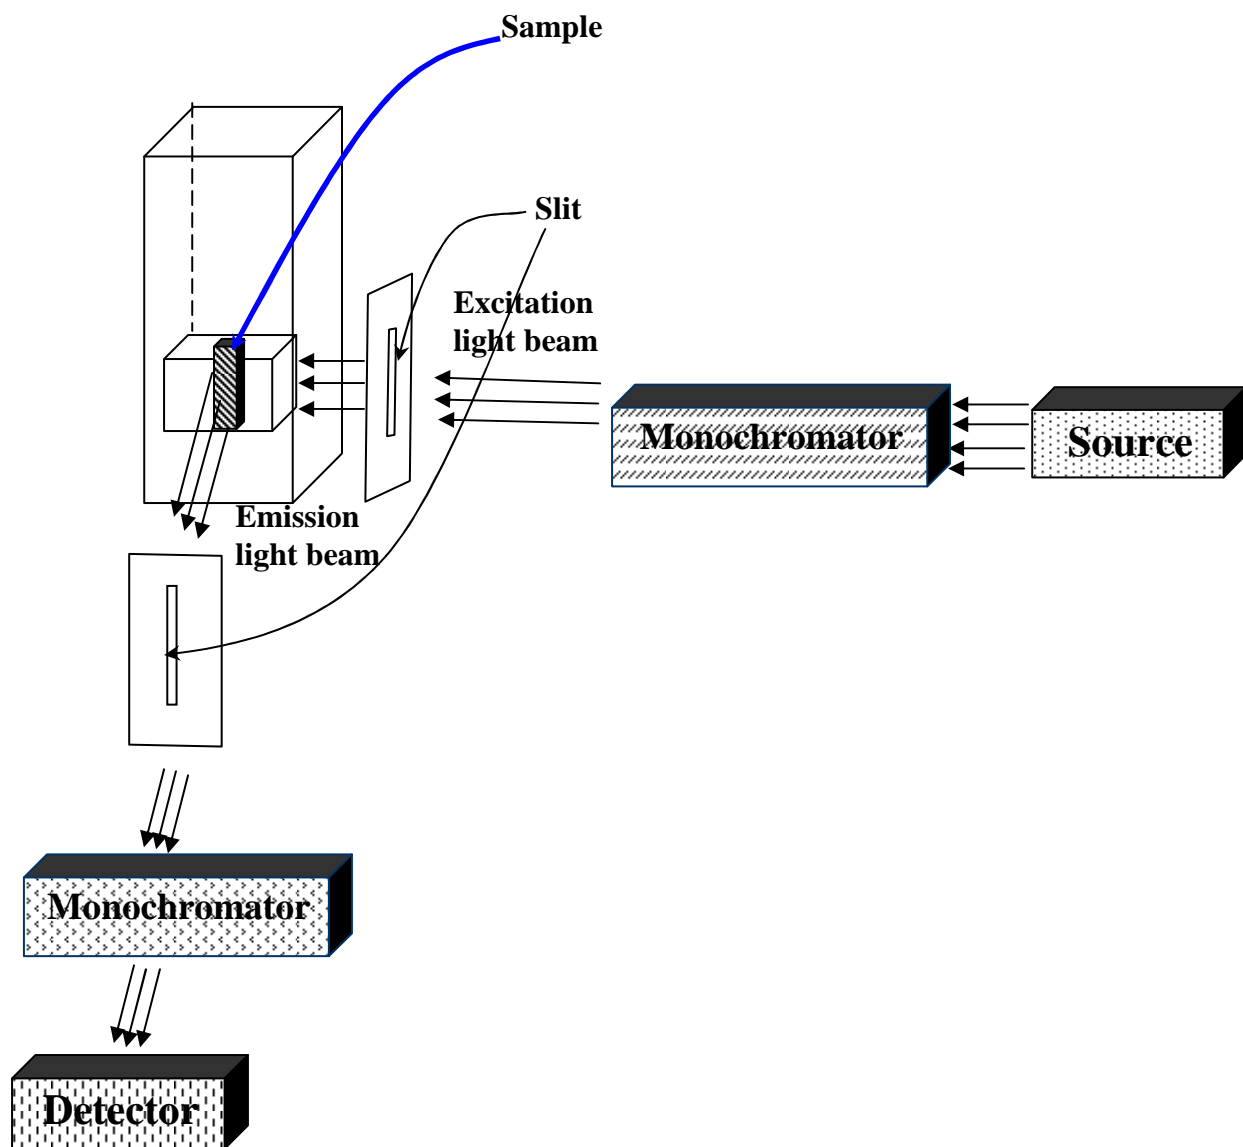 Sample
Slit
Excitation
light beam
Monochromator
Source
Emission
light beam
Monochromator
Detector